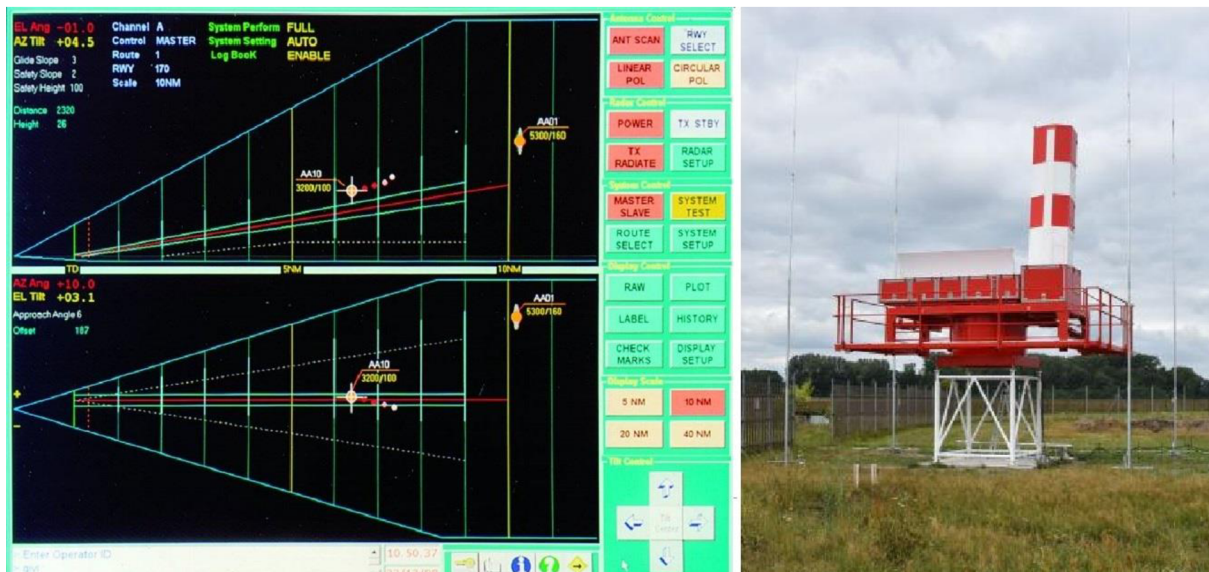 EL Ang -01.0
AZ Tilt +04.5
Glide Slope 3
Safety Slope 2
Safety Height 100
Distance 2320
Height 26
Channel A
Control MASTER
Route 1
RWY 170
Scale 10NM
System Perform FULL
System Setting AUTO
Log BooK ENABLE
AA01
5300/160
AA10
3200/100
TD 5NM 10NM
AZ Ang +10.0
EL Tilt +03.1
Approach Angle 6
Offset 187
+
-
AA01
5300/160
AA10
3200/100
Antenna Control
ANT SCAN
RWY SELECT
LINEAR POL
CIRCULAR POL
Radar Control
POWER
TX STBY
TX RADIATE
RADAR SETUP
System Control
MASTER SLAVE
SYSTEM TEST
ROUTE SELECT
SYSTEM SETUP
Display Control
RAW
PLOT
LABEL
HISTORY
CHECK MARKS
DISPLAY SETUP
Display Scale
5 NM
10 NM
20 NM
40 NM
Tilt Control
Enter Operator ID
10.50.37